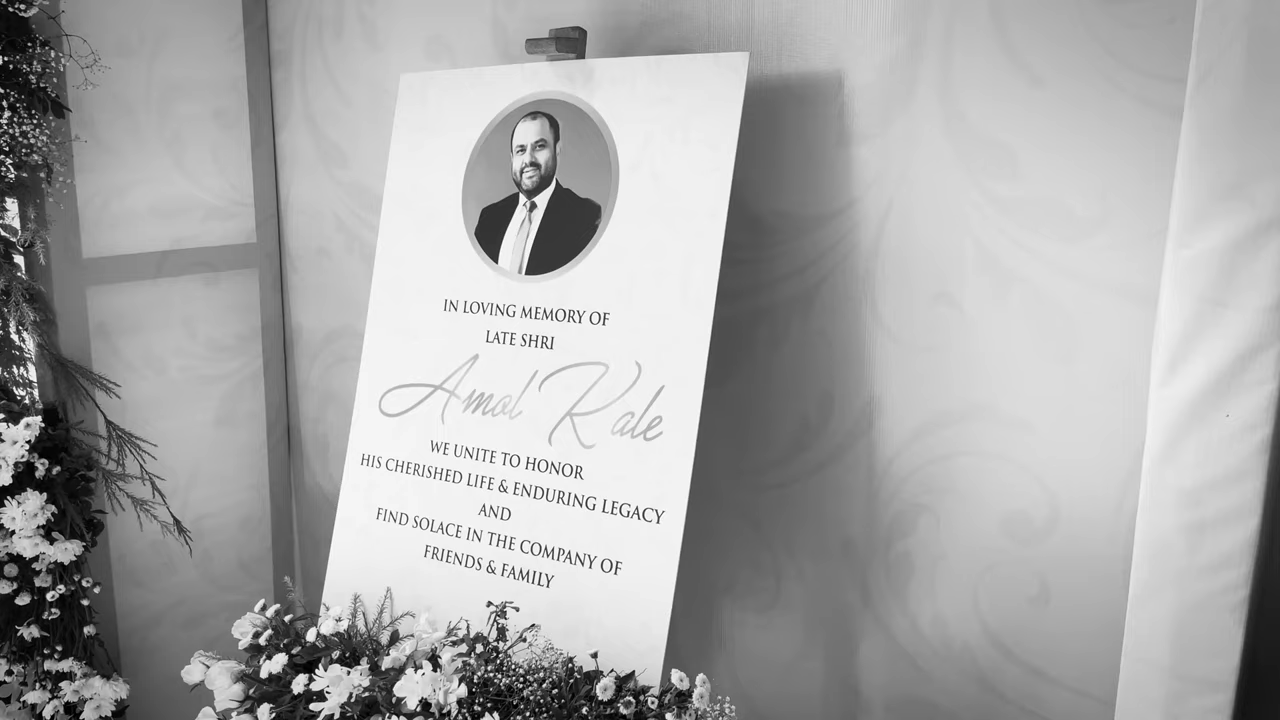 IN LOVING MEMORY OF
LATE SHRI
Amol Kale
WE UNITE TO HONOR
HIS CHERISHED LIFE & ENDURING LEGACY
AND
FIND SOLACE IN THE COMPANY OF
FRIENDS & FAMILY